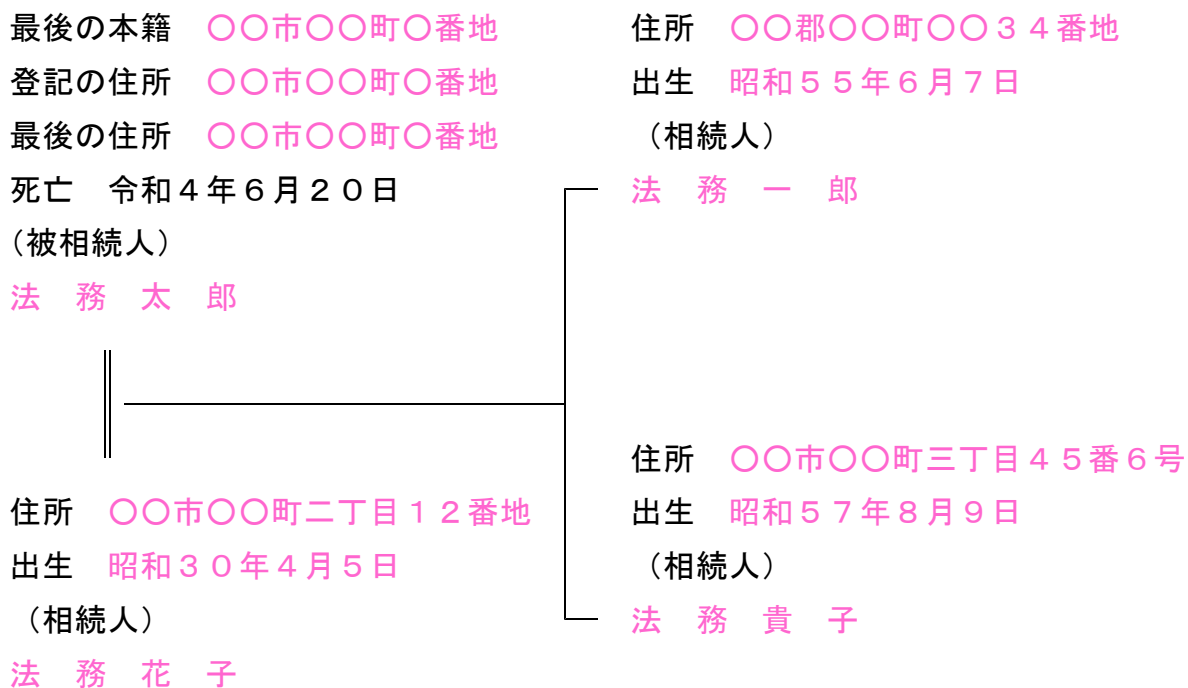 最後の本籍　〇〇市〇〇町〇番地
登記の住所　〇〇市〇〇町〇番地
最後の住所　〇〇市〇〇町〇番地
死亡　令和４年６月２０日
（被相続人）
法　務　太　郎
住所　〇〇市〇〇町二丁目１２番地
出生　昭和３０年４月５日
（相続人）
法　務　花　子
住所　〇〇郡〇〇町〇〇３４番地
出生　昭和５５年６月７日
（相続人）
法　務　一　郎
住所　〇〇市〇〇町三丁目４５番６号
出生　昭和５７年８月９日
（相続人）
法　務　貴　子